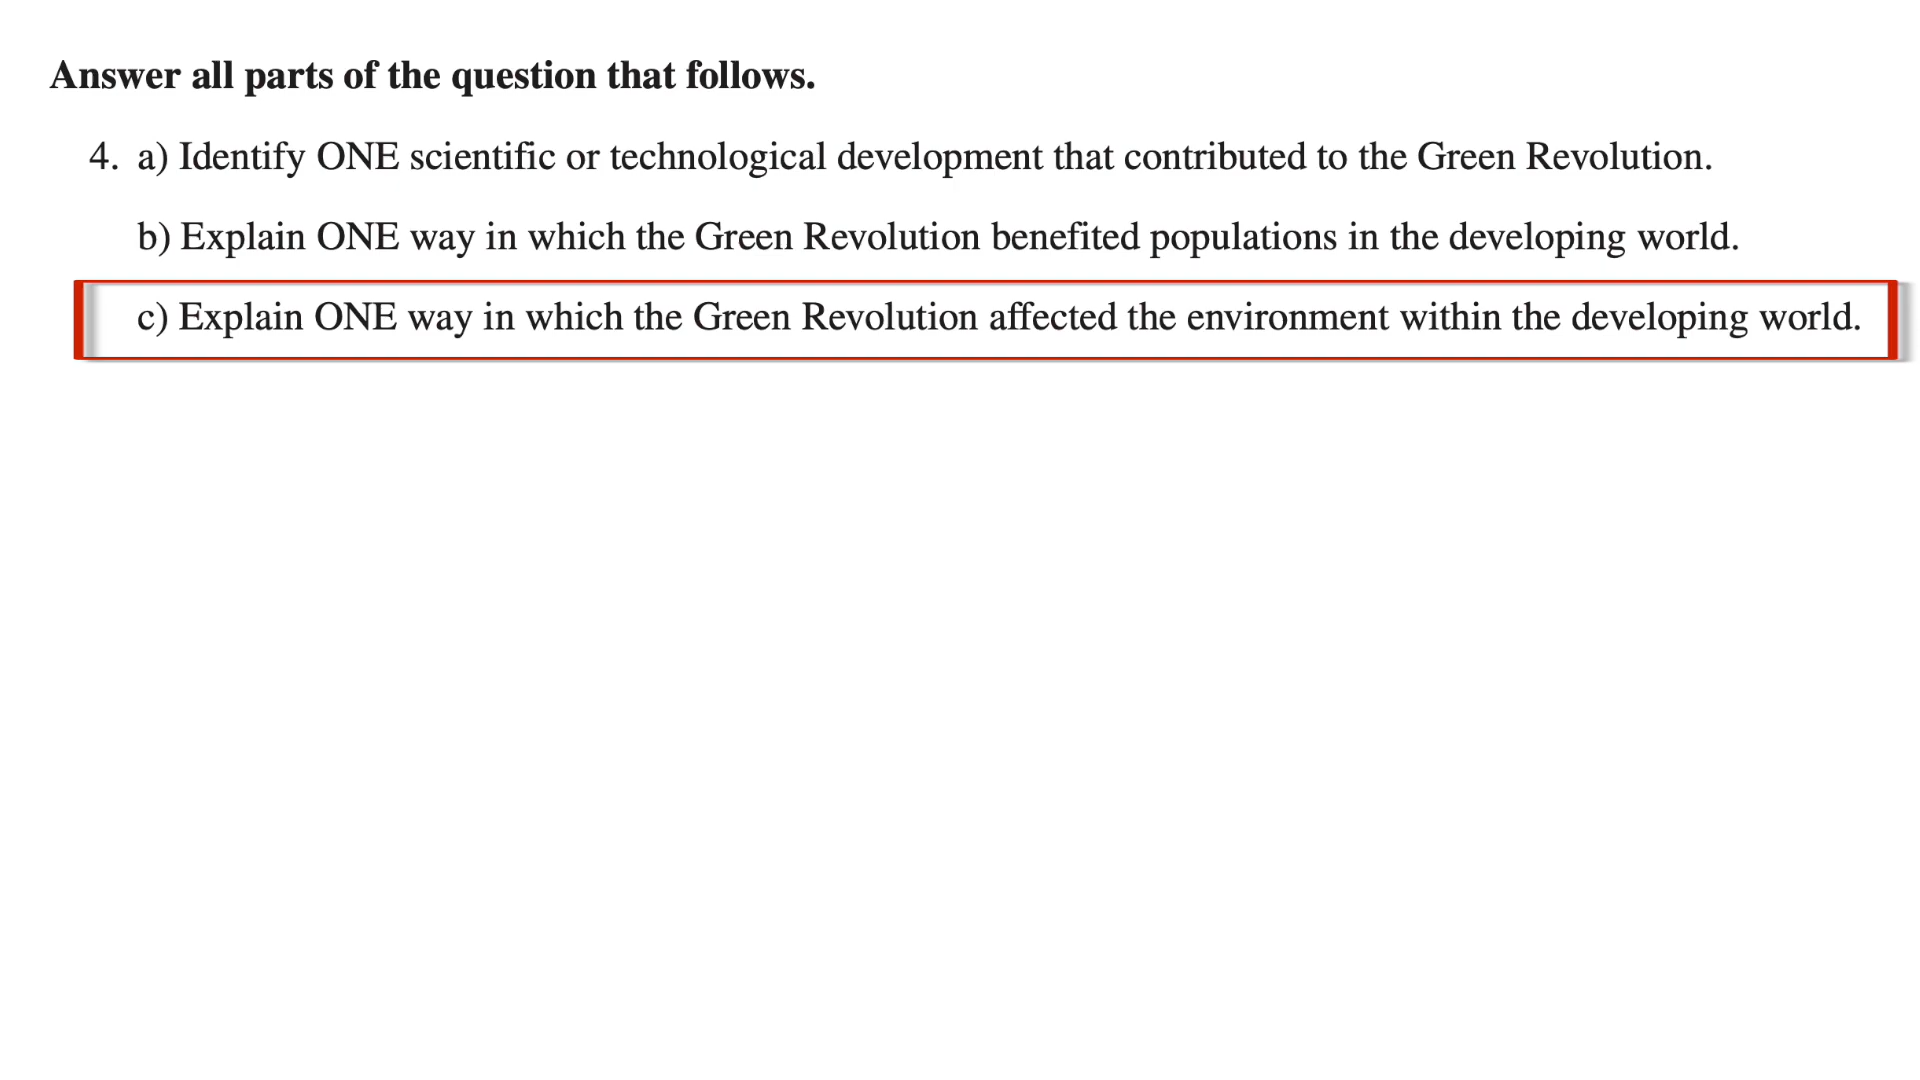 Answer all parts of the question that follows.
4. a) Identify ONE scientific or technological development that contributed to the Green Revolution.
b) Explain ONE way in which the Green Revolution benefited populations in the developing world.
c) Explain ONE way in which the Green Revolution affected the environment within the developing world.